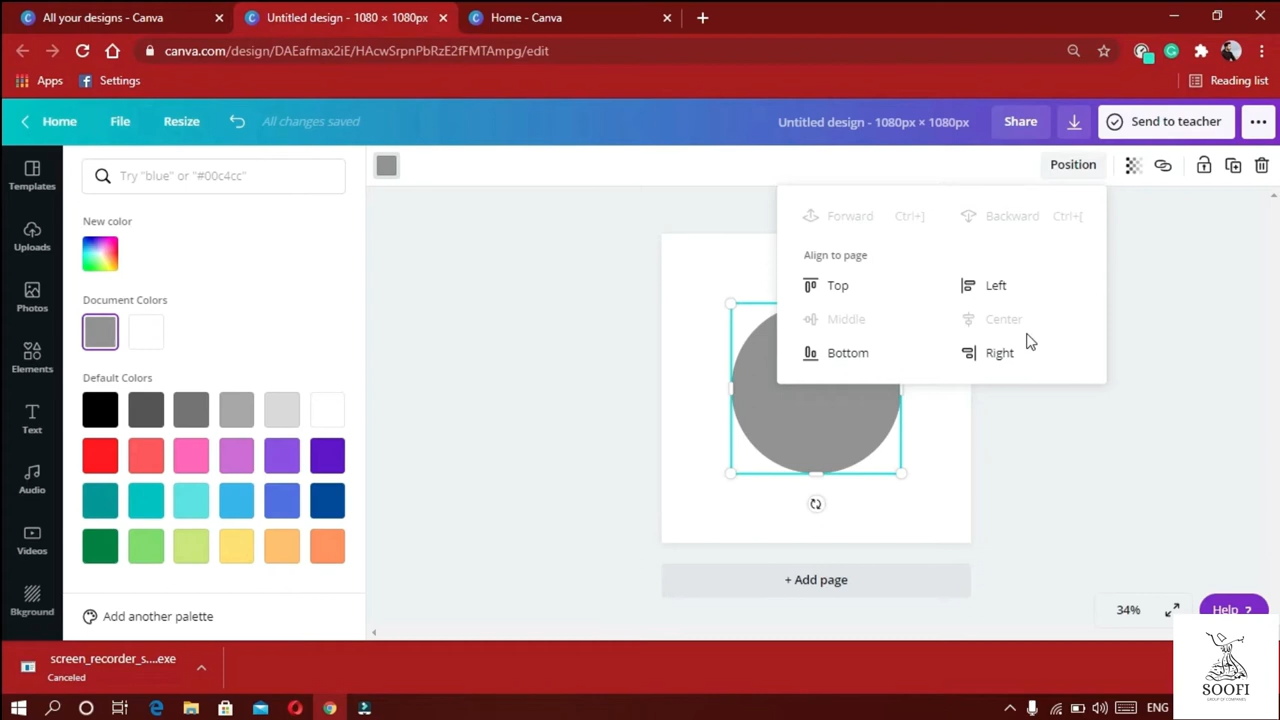 All your designs - Canva
Untitled design - 1080 × 1080px
Home - Canva
canva.com/design/DAEafmax2iE/HAcwSrpnPbRzE2fFMTAmpg/edit
Apps
Settings
Reading list
Home
File
Resize
All changes saved
Untitled design - 1080px × 1080px
Share
Send to teacher
Templates
Uploads
Photos
Elements
Text
Audio
Videos
Bkground
Try "blue" or "#00c4cc"
New color
Document Colors
Default Colors
Add another palette
Position
Forward Ctrl+]
Backward Ctrl+[
Align to page
Top
Left
Middle
Center
Bottom
Right
+ Add page
34%
Help ?
screen_recorder_s....exe
Canceled
ENG
SOOFI
GROUP OF COMPANIES